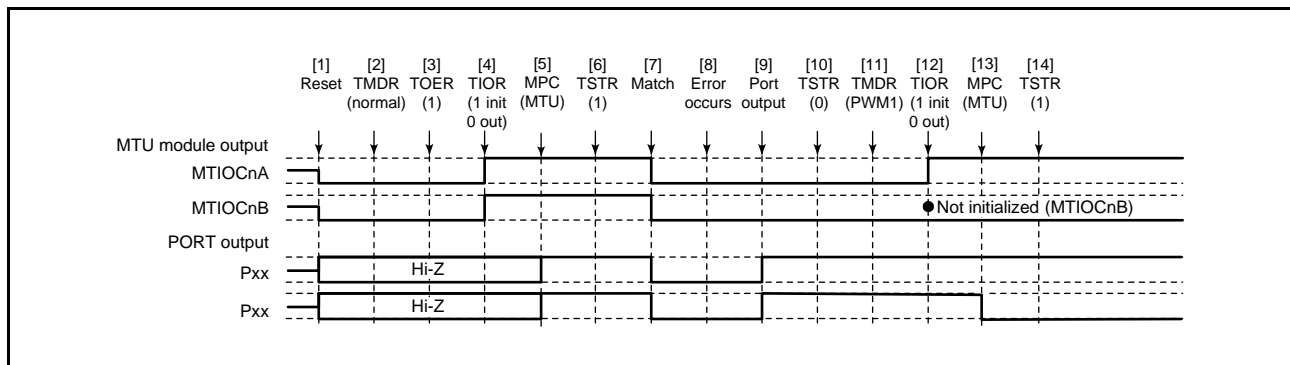 [1] [2] [3] [4] [5] [6] [7] [8] [9] [10] [11] [12] [13] [14]
Reset TMDR TOER TIOR MPC TSTR Match Error Port TSTR TMDR TIOR MPC TSTR
(normal) (1) (1 init (MTU) (1) occurs output (0) (PWM1) (1 init (MTU) (1)
0 out) 0 out)
MTU module output
MTIOCnA
MTIOCnB Not initialized (MTIOCnB)
PORT output
Pxx Hi-Z
Pxx Hi-Z